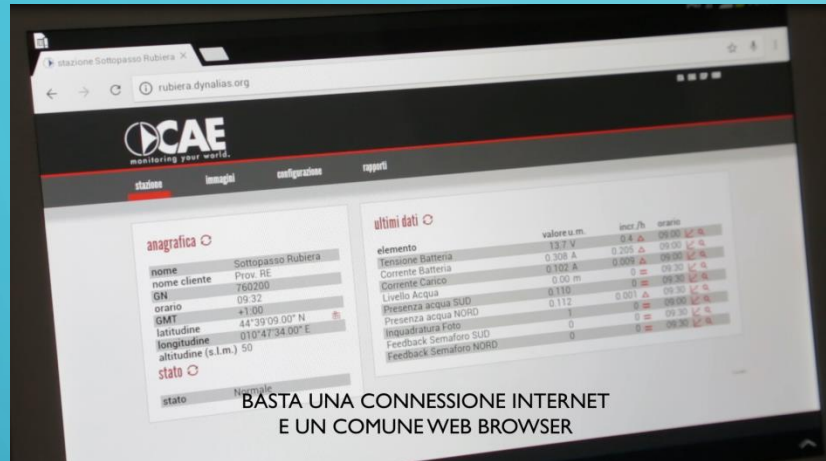 stazione Sottopasso Rubiera
rubiera.dynalias.org
CAE
monitoring your world.
stazione immagini configurazione rapporti
anagrafica
nome Sottopasso Rubiera
nome cliente Prov. RE
GN 760200
orario 09:32
GMT +1:00
latitudine 44°39'09.00" N
longitudine 010°47'34.00" E
altitudine (s.l.m.) 50
stato
stato Normale
ultimi dati
elemento valore u.m. incr./h orario
Tensione Batteria 13.7 V 0.4 09:00
Corrente Batteria 0.308 A 0.205 09:00
Corrente Carico 0.102 A 0.009 09:00
Livello Acqua 0.00 m 0 = 09:30
Presenza acqua SUD 0.110 0 = 09:30
Presenza acqua NORD 0.112 0.001 09:30
Inquadratura Foto 1 0 = 09:00
Feedback Semaforo SUD 0 0 = 09:30
Feedback Semaforo NORD 0 0 = 09:30
BASTA UNA CONNESSIONE INTERNET
E UN COMUNE WEB BROWSER